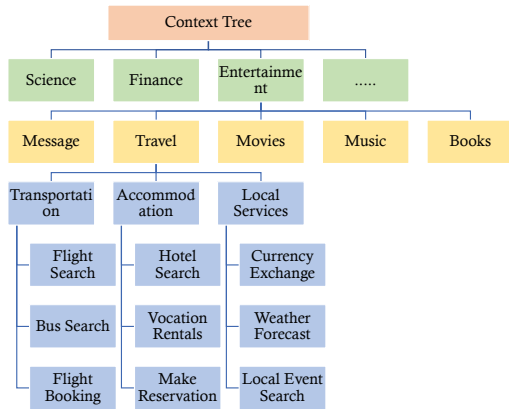 Context Tree
Science
Finance
Entertainme
nt
.....
Message
Travel
Movies
Music
Books
Transportati
on
Accommod
ation
Local
Services
Flight
Search
Hotel
Search
Currency
Exchange
Bus Search
Vocation
Rentals
Weather
Forecast
Flight
Booking
Make
Reservation
Local Event
Search